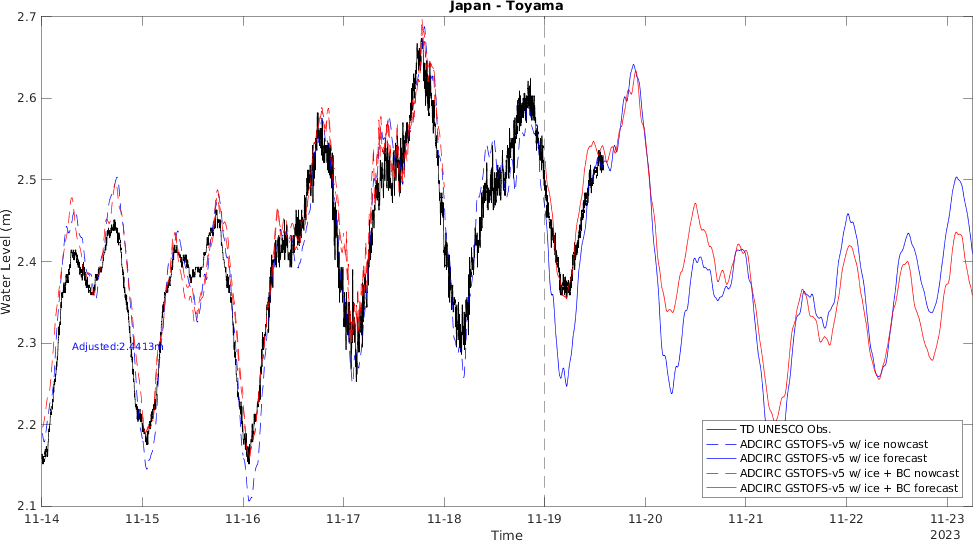 Japan - Toyama
2.7
2.6
2.5
2.4
2.3
2.2
2.1
Water Level (m)
Adjusted:2.4413m
TD UNESCO Obs.
ADCIRC GSTOFS-v5 w/ ice nowcast
ADCIRC GSTOFS-v5 w/ ice forecast
ADCIRC GSTOFS-v5 w/ ice + BC nowcast
ADCIRC GSTOFS-v5 w/ ice + BC forecast
11-14 11-15 11-16 11-17 11-18 11-19 11-20 11-21 11-22 11-23
2023
Time